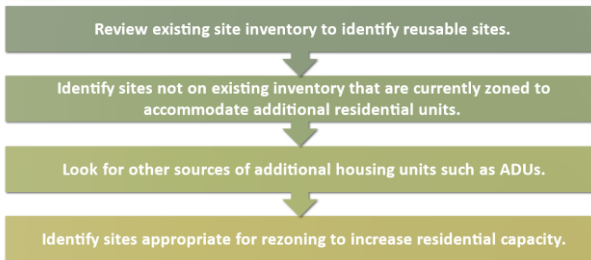 Review existing site inventory to identify reusable sites.
Identify sites not on existing inventory that are currently zoned to
accommodate additional residential units.
Look for other sources of additional housing units such as ADUs.
Identify sites appropriate for rezoning to increase residential capacity.